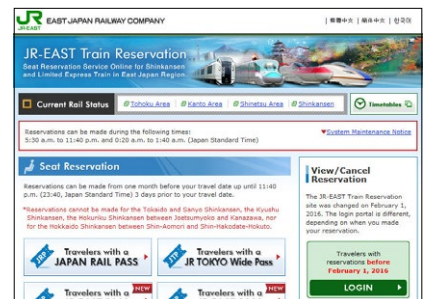 JR
JR-EAST
EAST JAPAN RAILWAY COMPANY
| 繁體中文 | 简体中文 | 한국어
JR-EAST Train Reservation
Seat Reservation Service Online for Shinkansen
and Limited Express Train in East Japan Region
Current Rail Status
Tohoku Area
Kanto Area
Shinetsu Area
Shinkansen
Timetables
Reservations can be made during the following times:
5:30 a.m. to 11:40 p.m. and 0:20 a.m. to 1:40 a.m. (Japan Standard Time)
▼System Maintenance Notice
Seat Reservation
Reservations can be made from one month before your travel date up until 11:40
p.m. (23:40, Japan Standard Time) 3 days prior to your travel date.
*Reservations cannot be made for the Tokaido and Sanyo Shinkansen, the Kyushu
Shinkansen, the Hokuriku Shinkansen between Joetsumyoko and Kanazawa, nor
for the Hokkaido Shinkansen between Shin-Aomori and Shin-Hakodate-Hokuto.
JRP
Travelers with a
JAPAN RAIL PASS
JTWP
Travelers with a
JR TOKYO Wide Pass
NEW
Travelers with a
NEW
Travelers with a
View/Cancel
Reservation
The JR-EAST Train Reservation
site was changed on February 1,
2016. The login portal is different,
depending on when you made
your reservation.
Travelers with
reservations before
February 1, 2016
LOGIN